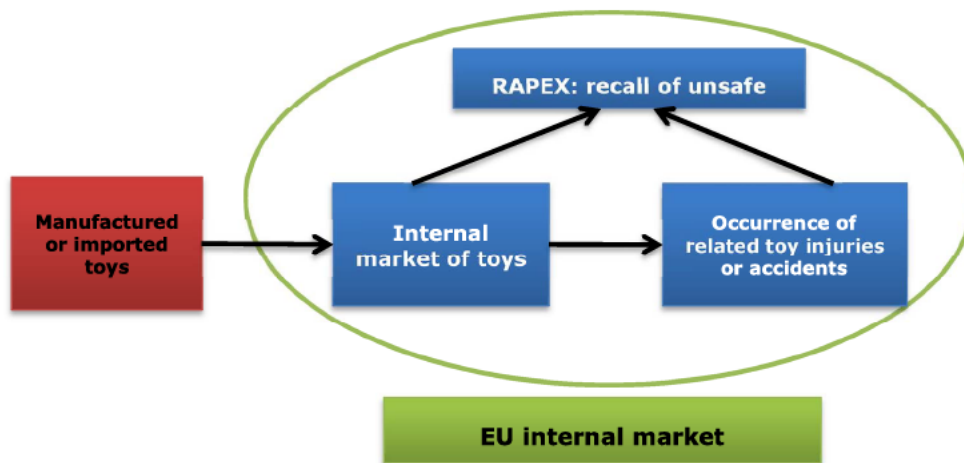 RAPEX: recall of unsafe
Manufactured
or imported
toys
Internal
market of toys
Occurrence of
related toy injuries
or accidents
EU internal market